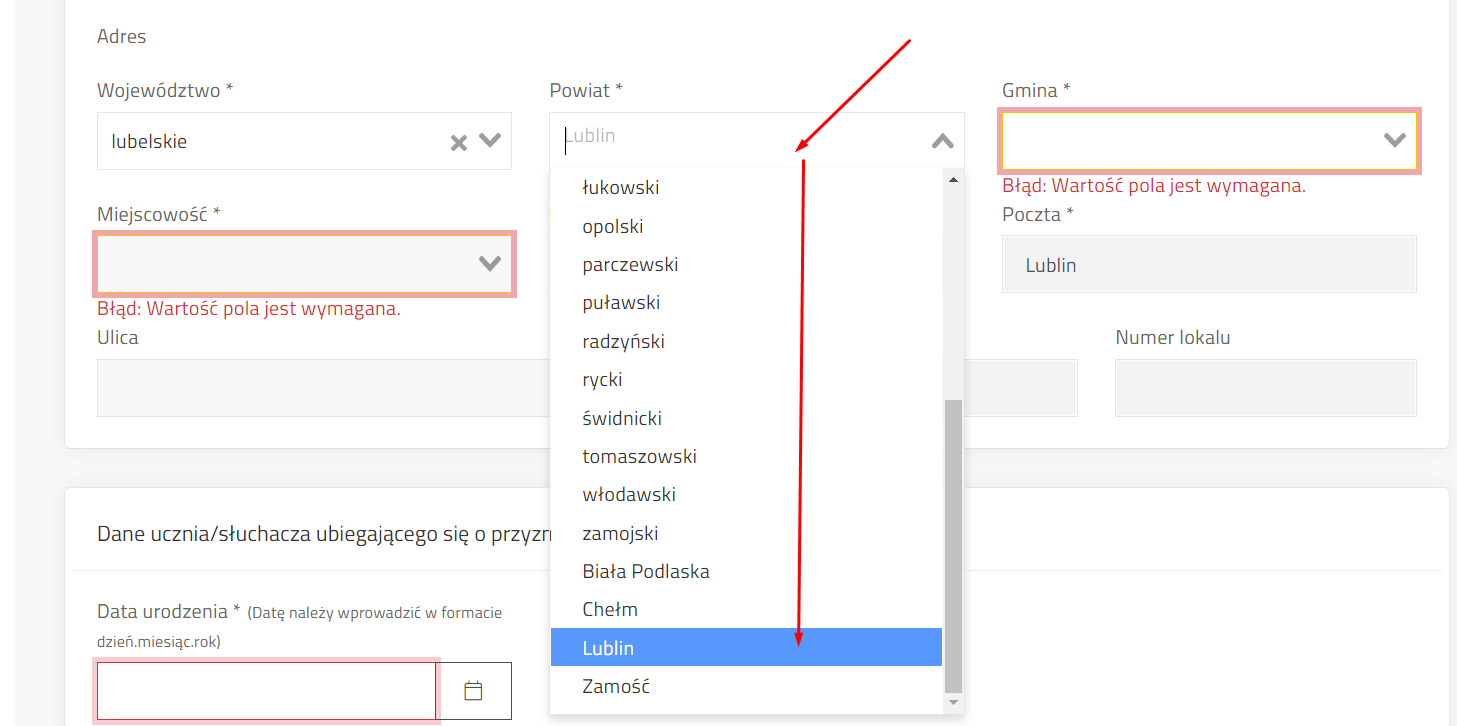 Adres
Województwo * Powiat * Gmina *
lubelskie Lublin
Błąd: Wartość pola jest wymagana.
Miejscowość * Poczta *
Lublin
Błąd: Wartość pola jest wymagana.
Ulica Numer lokalu
łukowski
opolski
parczewski
puławski
radzyński
rycki
świdnicki
tomaszowski
włodawski
zamojski
Biała Podlaska
Chełm
Lublin
Zamość
Dane ucznia/słuchacza ubiegającego się o
Data urodzenia * (Datę należy wprowadzić w formacie
dzień.miesiąc.rok)